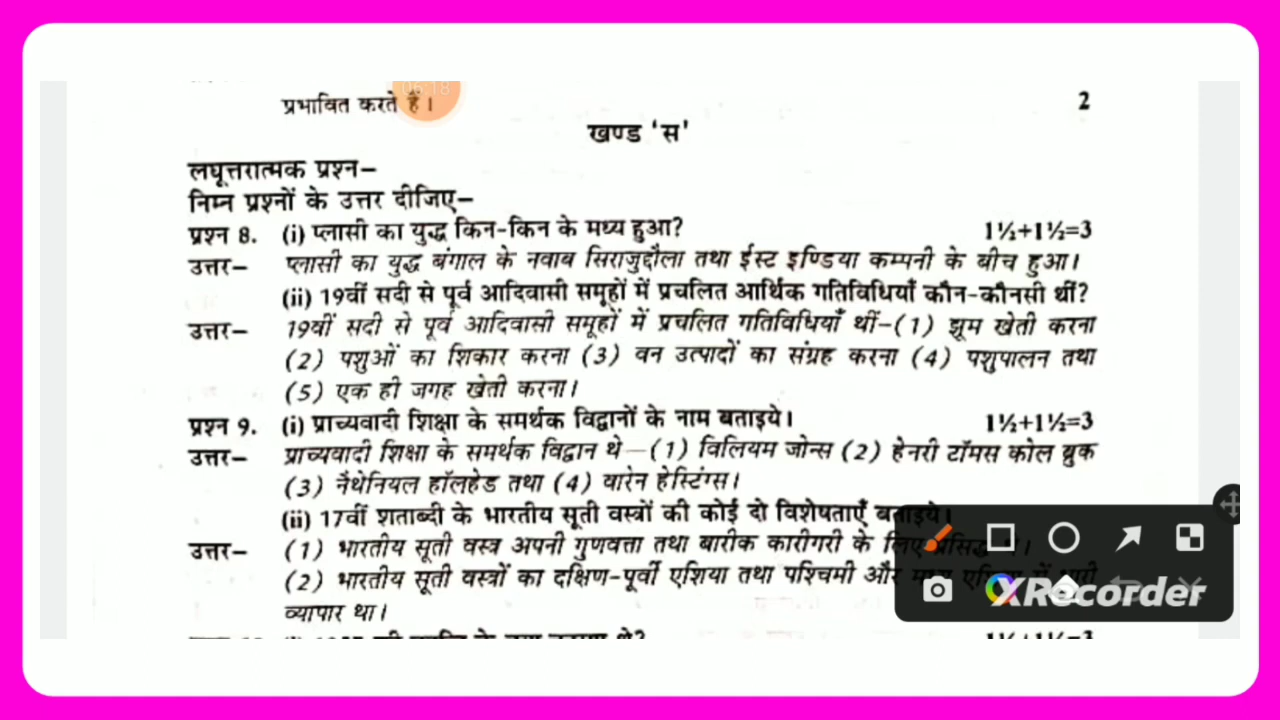 06:18
प्रभावित करते हैं। 2
खण्ड 'स'
लघूत्तरात्मक प्रश्न–
निम्न प्रश्नों के उत्तर दीजिए–
प्रश्न 8. (i) प्लासी का युद्ध किन-किन के मध्य हुआ? 1½+1½=3
उत्तर– प्लासी का युद्ध बंगाल के नवाब सिराजुद्दौला तथा ईस्ट इण्डिया कम्पनी के बीच हुआ।
(ii) 19वीं सदी से पूर्व आदिवासी समूहों में प्रचलित आर्थिक गतिविधियाँ कौन-कौनसी थीं?
उत्तर– 19वीं सदी से पूर्व आदिवासी समूहों में प्रचलित गतिविधियाँ थीं–(1) झूम खेती करना
(2) पशुओं का शिकार करना (3) वन उत्पादों का संग्रह करना (4) पशुपालन तथा
(5) एक ही जगह खेती करना।
प्रश्न 9. (i) प्राच्यवादी शिक्षा के समर्थक विद्वानों के नाम बताइये। 1½+1½=3
उत्तर– प्राच्यवादी शिक्षा के समर्थक विद्वान थे–(1) विलियम जोन्स (2) हेनरी टॉमस कोल ब्रुक
(3) नैथेनियल हॉलहेड तथा (4) वारेन हेस्टिंग्स।
(ii) 17वीं शताब्दी के भारतीय सूती वस्त्रों की कोई दो विशेषताएँ बताइये।
उत्तर– (1) भारतीय सूती वस्त्र अपनी गुणवत्ता तथा बारीक कारीगरी के लिए प्रसिद्ध थे।
(2) भारतीय सूती वस्त्रों का दक्षिण-पूर्वी एशिया तथा पश्चिमी और मध्य एशिया में भारी
व्यापार था।
XRecorder